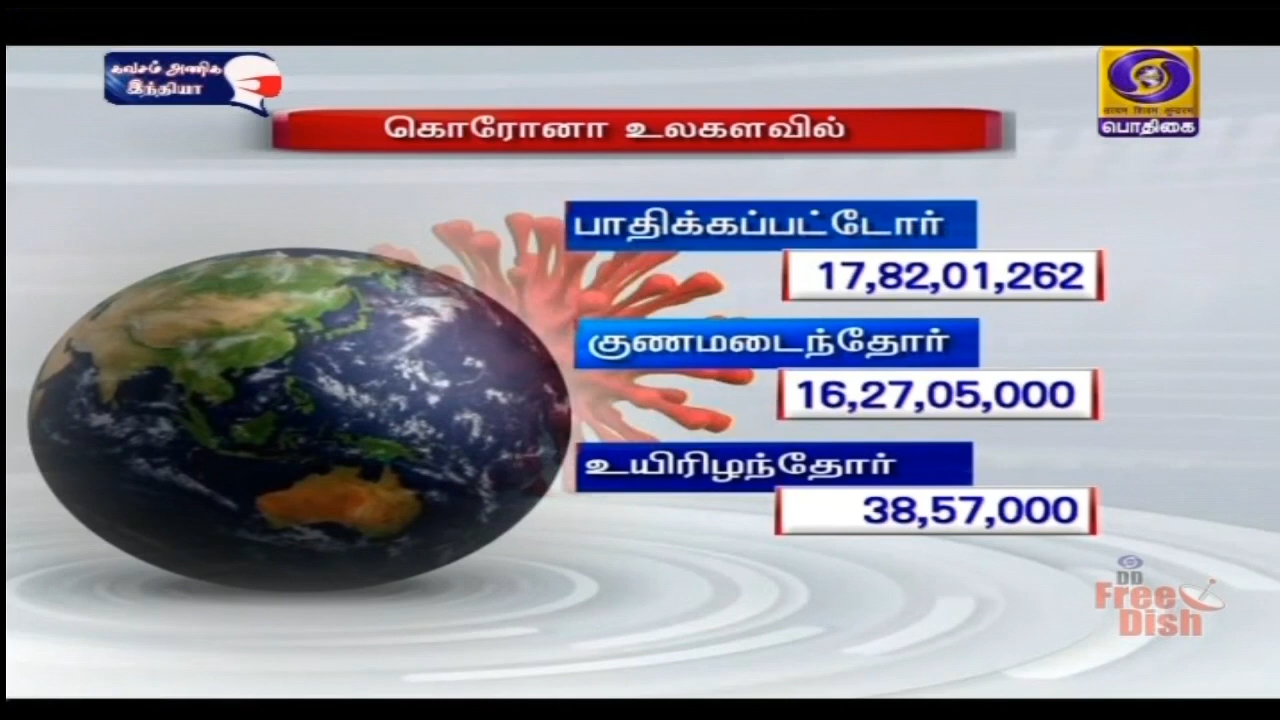 கவசம் அணிக
இந்தியா
கொரோனா உலகளவில்
பொதிகை
பாதிக்கப்பட்டோர்
17,82,01,262
குணமடைந்தோர்
16,27,05,000
உயிரிழந்தோர்
38,57,000
DD
Free
Dish